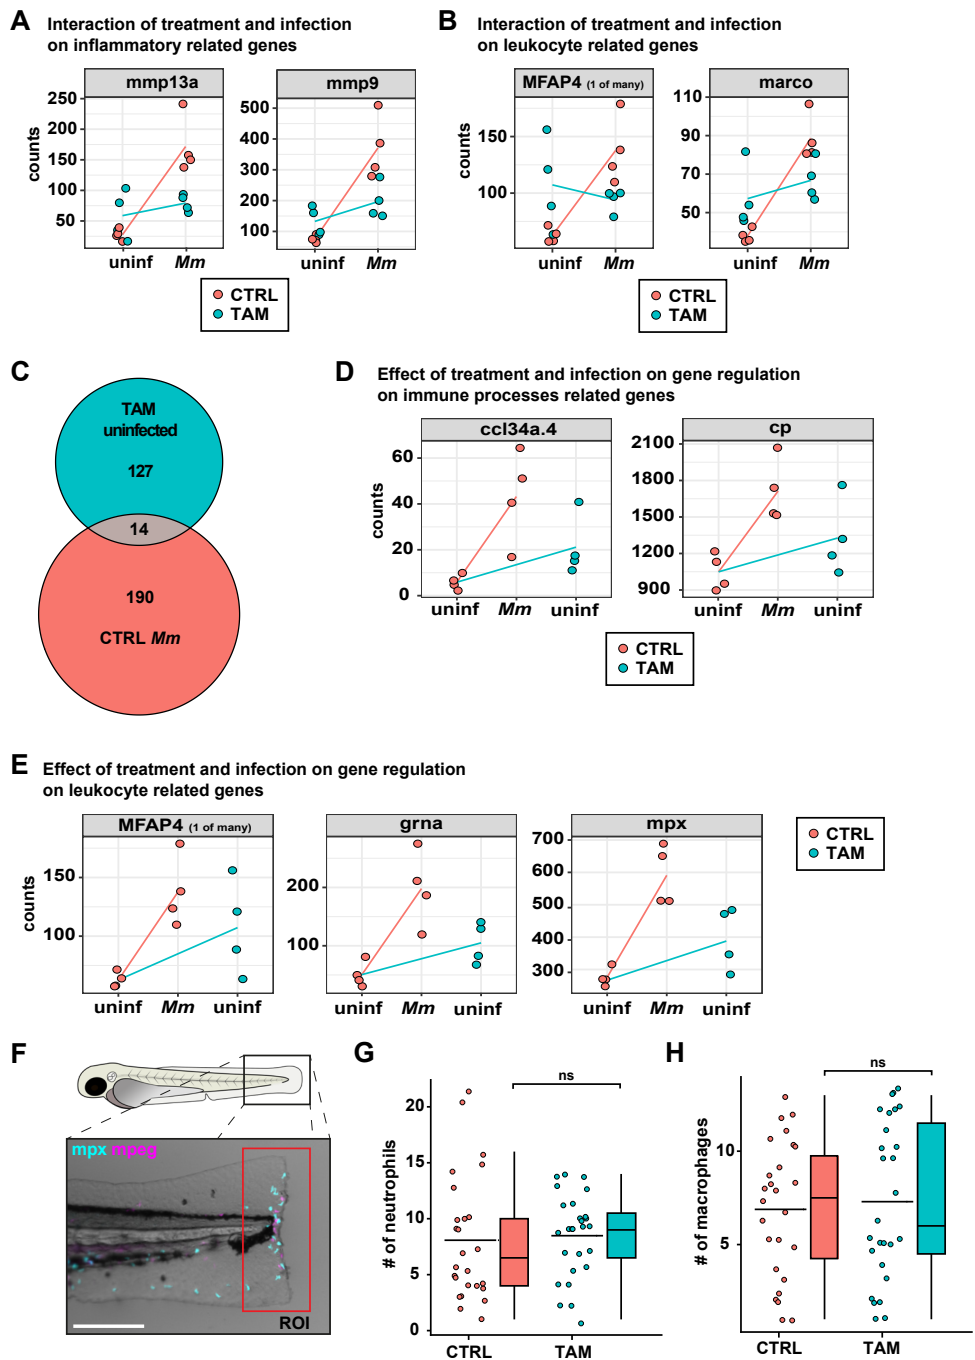 A Interaction of treatment and infection
on inflammatory related genes
mmp13a
mmp9
counts
250
200
150
100
50
500
400
300
200
100
uninf Mm
uninf Mm
CTRL
TAM
B Interaction of treatment and infection
on leukocyte related genes
MFAP4 (1 of many)
marco
counts
150
100
110
90
70
50
uninf Mm
uninf Mm
CTRL
TAM
C
TAM
uninfected
127
14
190
CTRL Mm
D Effect of treatment and infection on gene regulation
on immune processes related genes
ccl34a.4
cp
counts
60
40
20
0
2100
1800
1500
1200
900
uninf Mm uninf
uninf Mm uninf
CTRL
TAM
E Effect of treatment and infection on gene regulation
on leukocyte related genes
MFAP4 (1 of many)
grna
mpx
counts
150
100
200
100
700
600
500
400
300
uninf Mm uninf
uninf Mm uninf
uninf Mm uninf
CTRL
TAM
F
mpx mpeg
ROI
G
ns
# of neutrophils
20
15
10
5
0
CTRL TAM
H
ns
# of macrophages
10
5
CTRL TAM